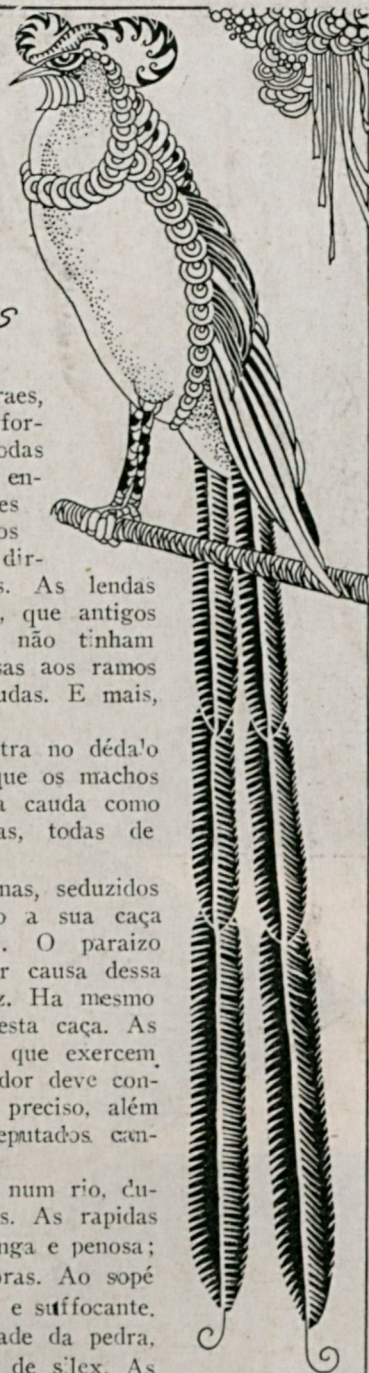 s
raes,
for-
odas
en-
es
os
dir-
s. As lendas
, que antigos
não tinham
sas aos ramos
udas. E mais,
tra no déda'o
que os machos
a cauda como
as, todas de
nas, seduzidos
o a sua caça
. O paraizo
r causa dessa
z. Ha mesmo
esta caça. As
que exercem
dor deve con-
preciso, além
eputados can-
num rio, du-
s. As rapidas
nga e penosa;
oras. Ao sopé
e suffocante.
ade da pedra,
de silex. As